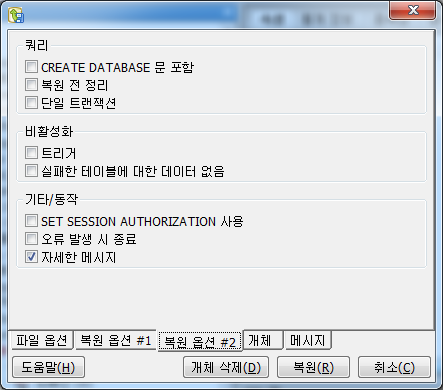 쿼리
CREATE DATABASE 문 포함
복원 전 정리
단일 트랜잭션
비활성화
트리거
실패한 테이블에 대한 데이터 없음
기타/동작
SET SESSION AUTHORIZATION 사용
오류 발생 시 종료
자세한 메시지
파일 옵션 복원 옵션 #1 복원 옵션 #2 개체 메시지
도움말(H) 개체 삭제(D) 복원(R) 취소(C)